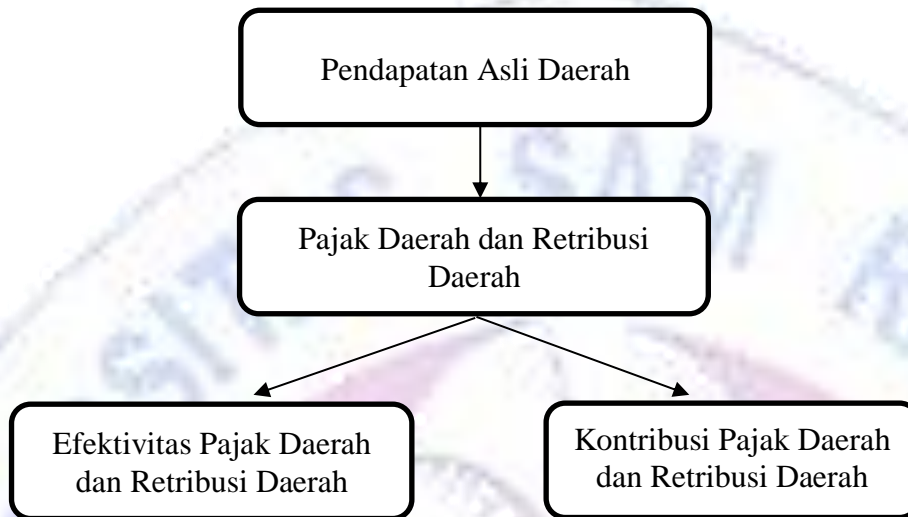 Pendapatan Asli Daerah
SAM
Pajak Daerah dan Retribusi
Daerah
Efektivitas Pajak Daerah
dan Retribusi Daerah
Kontribusi Pajak Daerah
dan Retribusi Daerah